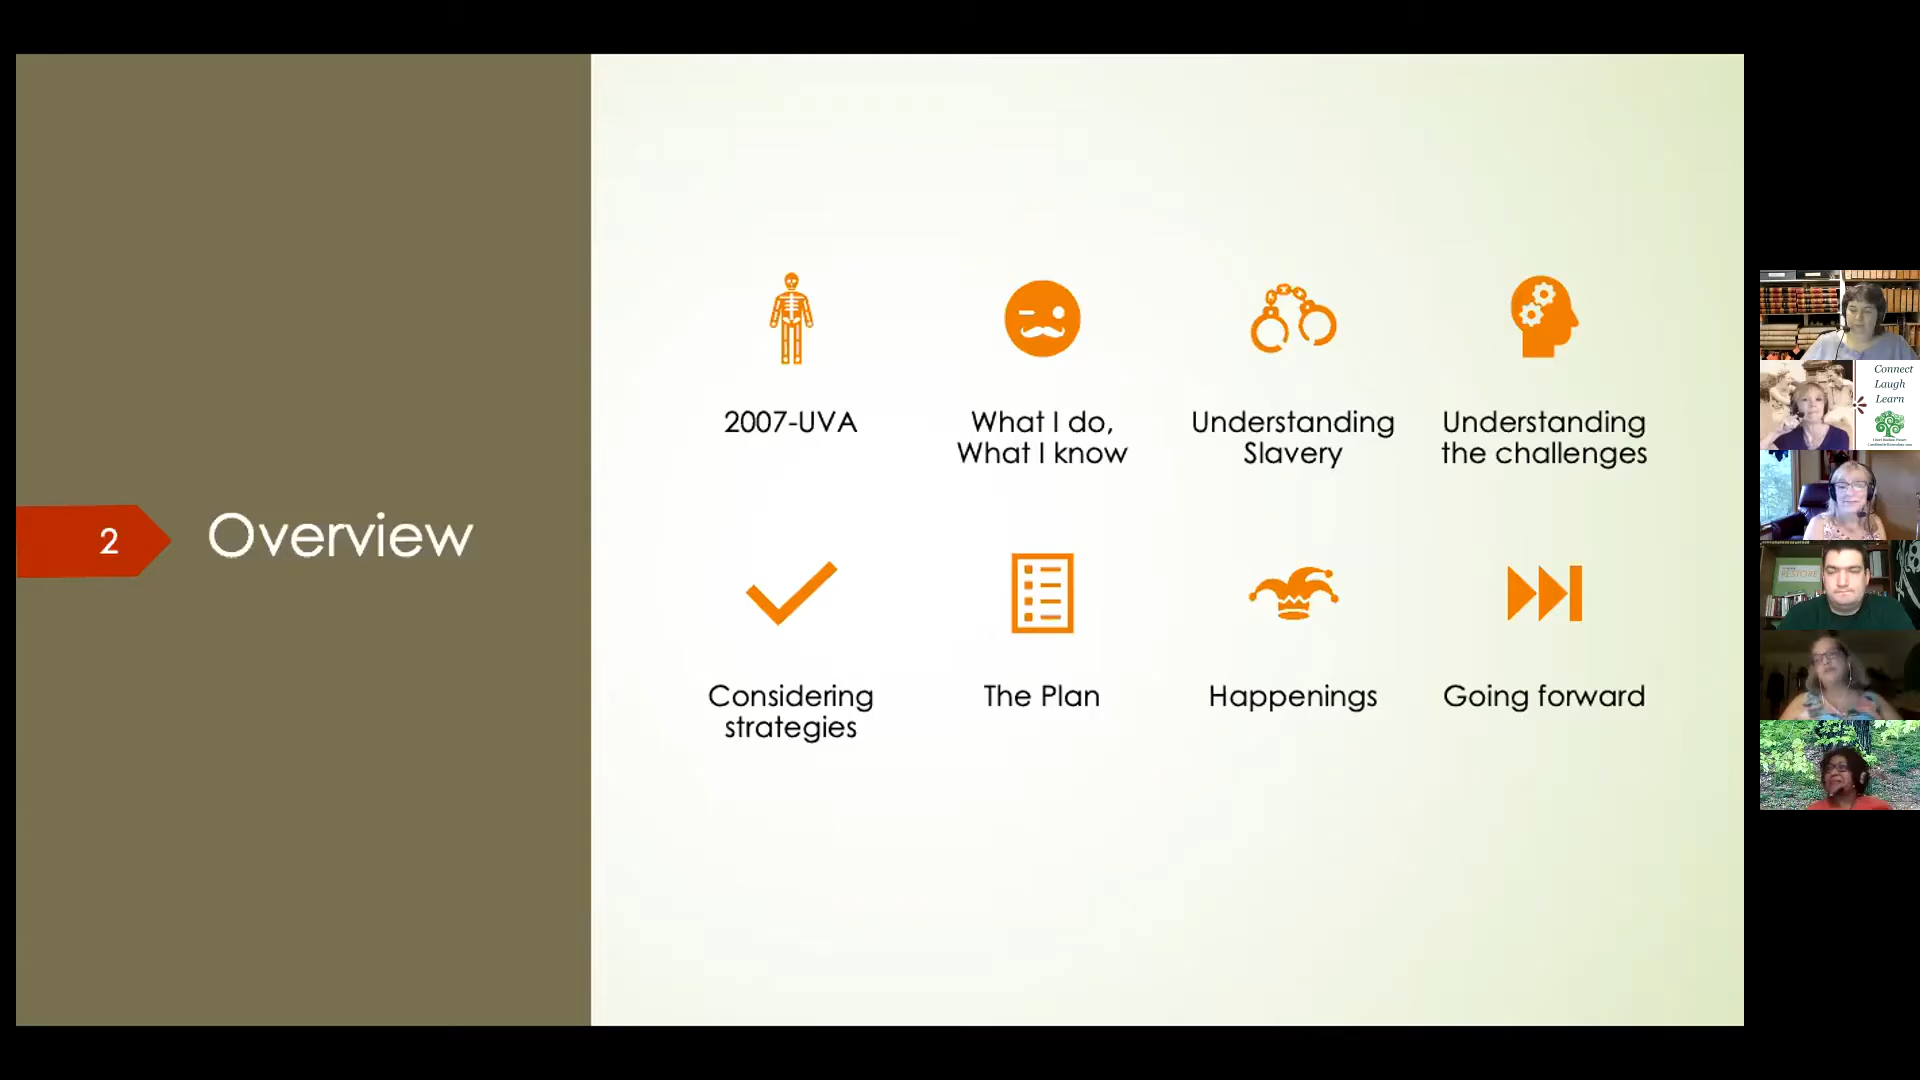 2
Overview
2007-UVA
What I do,
What I know
Understanding
Slavery
Understanding
the challenges
Considering
strategies
The Plan
Happenings
Going forward
Connect
Laugh
Learn
RESTORE